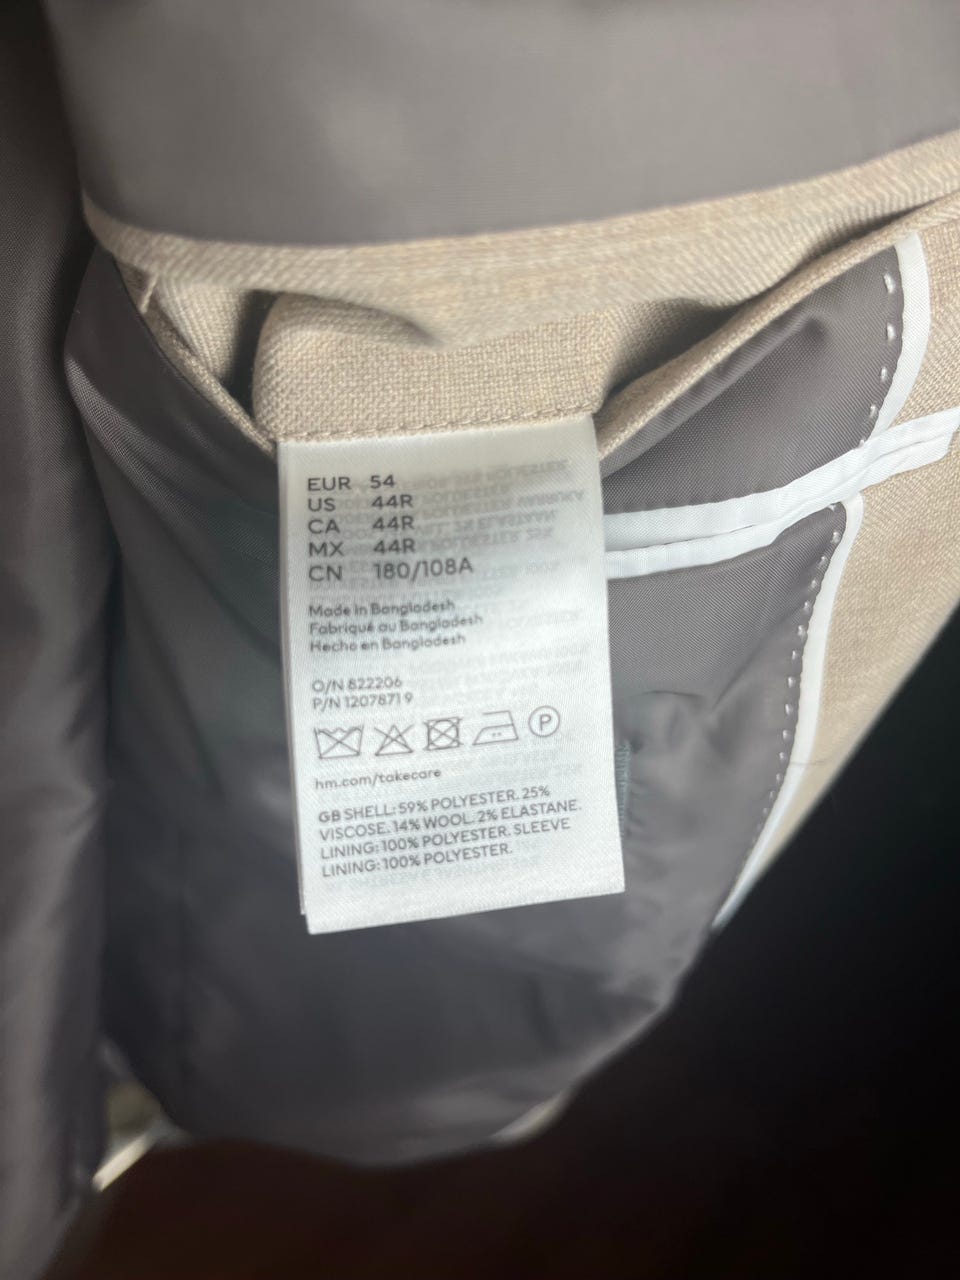 EUR 54
US 44R
CA 44R
MX 44R
CN 180/108A
Made in Bangladesh
Fabriqué au Bangladesh
Hecho en Bangladesh
O/N 822206
P/N 12078719
P
hm.com/takecare
GB SHELL: 59% POLYESTER. 25%
VISCOSE. 14% WOOL. 2% ELASTANE.
LINING: 100% POLYESTER. SLEEVE
LINING: 100% POLYESTER.